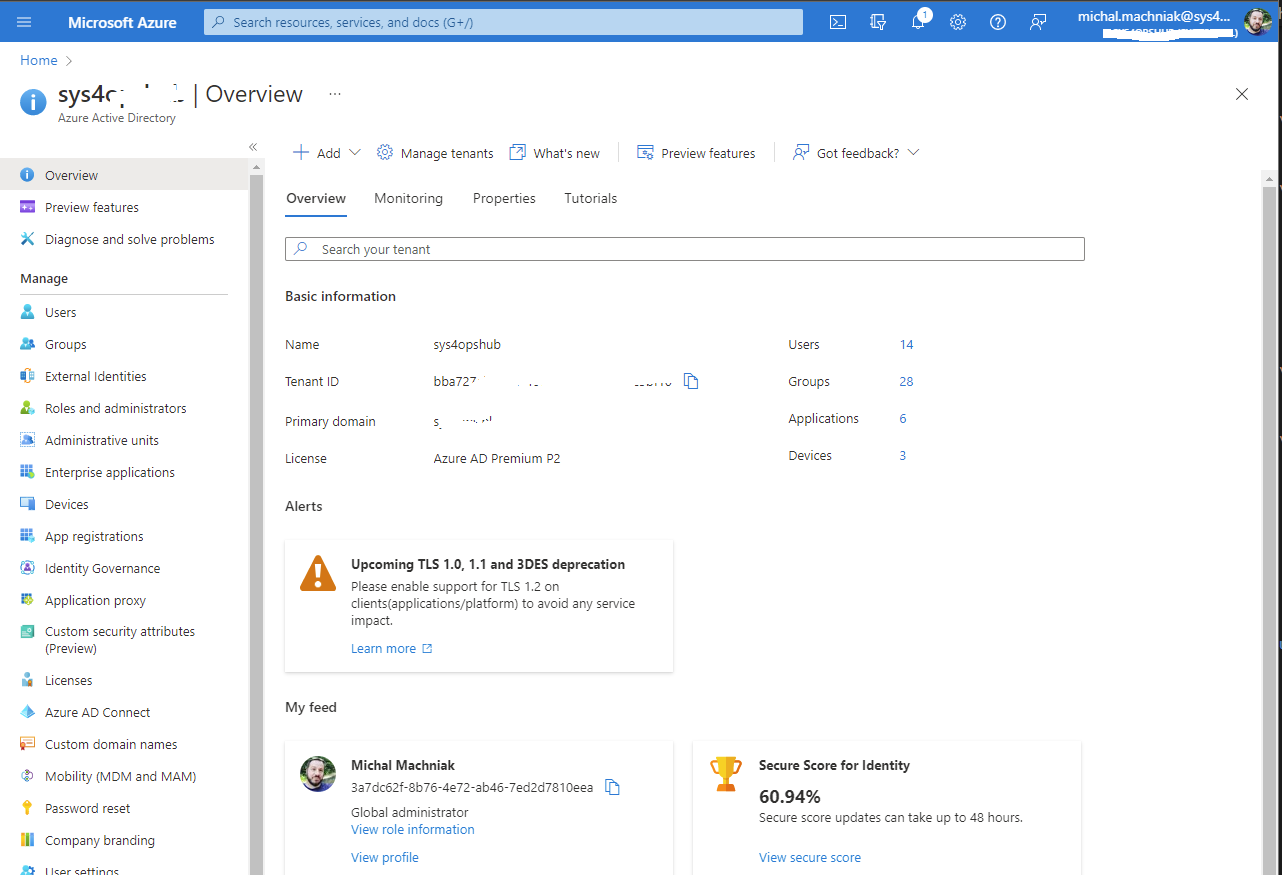 Microsoft Azure
Search resources, services, and docs (G+/)
1
michal.machniak@sys4...
Home
| Overview
...
Azure Active Directory
Add
Manage tenants
What's new
Preview features
Got feedback?
Overview
Preview features
Diagnose and solve problems
Manage
Users
Groups
External Identities
Roles and administrators
Administrative units
Enterprise applications
Devices
App registrations
Identity Governance
Application proxy
Custom security attributes
(Preview)
Licenses
Azure AD Connect
Custom domain names
Mobility (MDM and MAM)
Password reset
Company branding
User settings
Overview Monitoring Properties Tutorials
Search your tenant
Basic information
Name sys4opshub Users 14
Tenant ID bba727 Groups 28
Primary domain Applications 6
License Azure AD Premium P2 Devices 3
Alerts
Upcoming TLS 1.0, 1.1 and 3DES deprecation
Please enable support for TLS 1.2 on
clients(applications/platform) to avoid any service
impact.
Learn more
My feed
Michal Machniak
3a7dc62f-8b76-4e72-ab46-7ed2d7810eea
Global administrator
View role information
View profile
Secure Score for Identity
60.94%
Secure score updates can take up to 48 hours.
View secure score